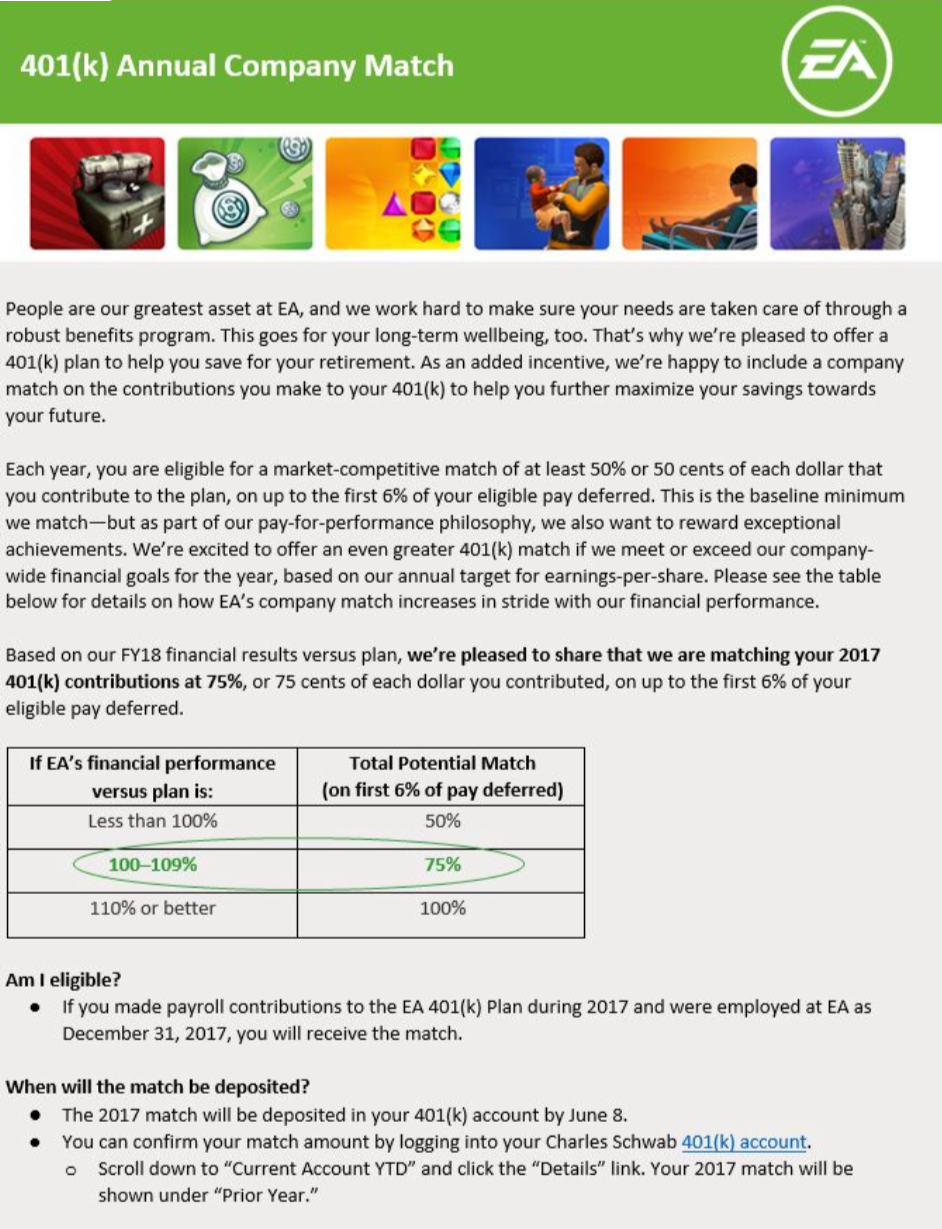 401(k) Annual Company Match
EA
People are our greatest asset at EA, and we work hard to make sure your needs are taken care of through a
robust benefits program. This goes for your long-term wellbeing, too. That's why we're pleased to offer a
401(k) plan to help you save for your retirement. As an added incentive, we're happy to include a company
match on the contributions you make to your 401(k) to help you further maximize your savings towards
your future.
Each year, you are eligible for a market-competitive match of at least 50% or 50 cents of each dollar that
you contribute to the plan, on up to the first 6% of your eligible pay deferred. This is the baseline minimum
we match—but as part of our pay-for-performance philosophy, we also want to reward exceptional
achievements. We're excited to offer an even greater 401(k) match if we meet or exceed our company-
wide financial goals for the year, based on our annual target for earnings-per-share. Please see the table
below for details on how EA's company match increases in stride with our financial performance.
Based on our FY18 financial results versus plan, we're pleased to share that we are matching your 2017
401(k) contributions at 75%, or 75 cents of each dollar you contributed, on up to the first 6% of your
eligible pay deferred.
If EA's financial performance
versus plan is:
Total Potential Match
(on first 6% of pay deferred)
Less than 100%
50%
100–109%
75%
110% or better
100%
Am I eligible?
● If you made payroll contributions to the EA 401(k) Plan during 2017 and were employed at EA as
December 31, 2017, you will receive the match.
When will the match be deposited?
● The 2017 match will be deposited in your 401(k) account by June 8.
● You can confirm your match amount by logging into your Charles Schwab 401(k) account.
o Scroll down to "Current Account YTD" and click the "Details" link. Your 2017 match will be
shown under "Prior Year."